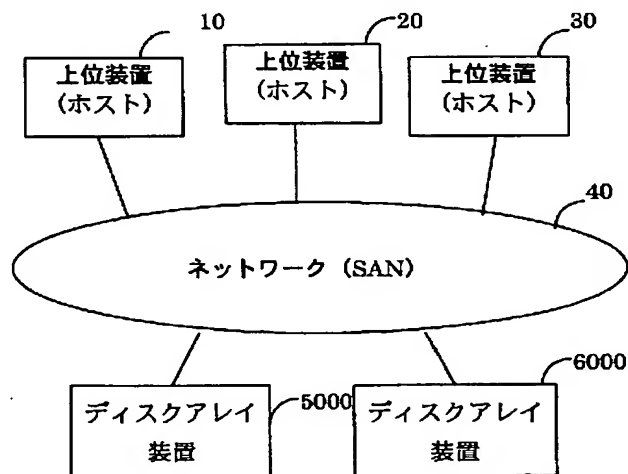 10
20
30
上位装置
(ホスト)
上位装置
(ホスト)
上位装置
(ホスト)
40
ネットワーク (SAN)
5000
6000
ディスクアレイ
装置
ディスクアレイ
装置